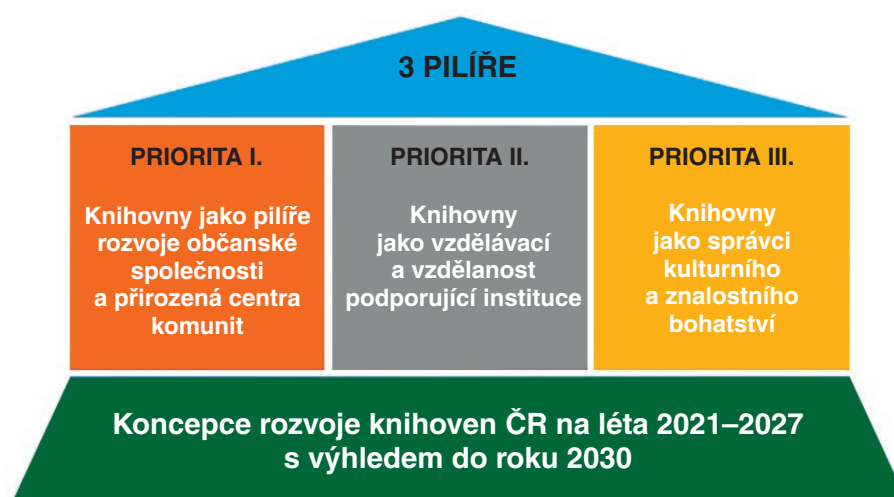 3 PILÍŘE
PRIORITA I.
Knihovny jako pilíře
rozvoje občanské
společnosti
a přirozená centra
komunit
PRIORITA II.
Knihovny
jako vzdělávací
a vzdělanost
podporující instituce
PRIORITA III.
Knihovny
jako správci
kulturního
a znalostního
bohatství
Koncepce rozvoje knihoven ČR na léta 2021–2027
s výhledem do roku 2030